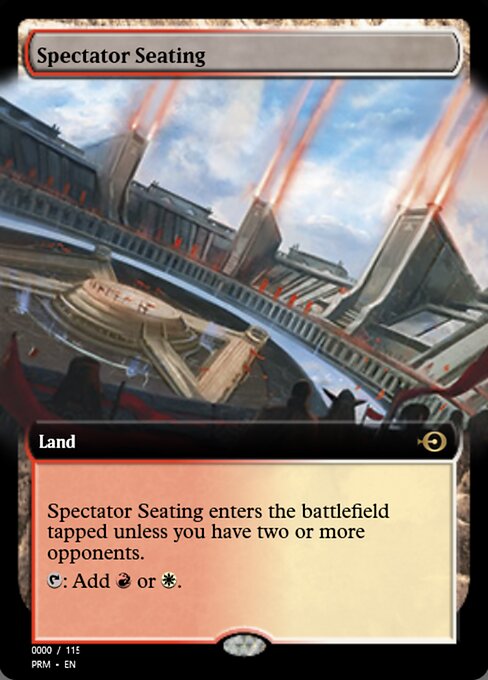 Spectator Seating
Land
Spectator Seating enters the battlefield
tapped unless you have two or more
opponents.
: Add or .
0000 / 115
PRM • EN